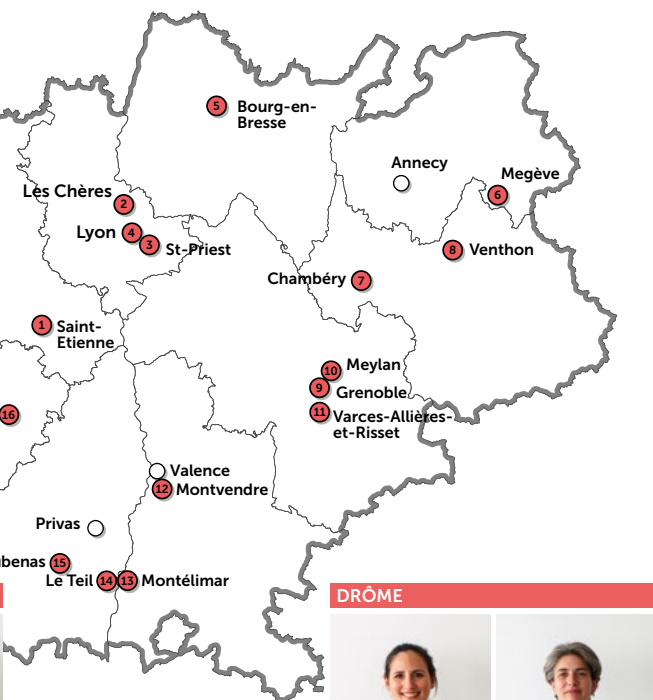 5 Bourg-en-
Bresse
Annecy
Megève
6
Les Chères
2
Lyon 4
3 St-Priest
8 Venthon
Chambéry 7
1 Saint-
Etienne
10 Meylan
9 Grenoble
11 Varces-Allières-
et-Risset
16
Valence
12 Montvendre
Privas
benas 15
Le Teil 14 13 Montélimar
DRÔME